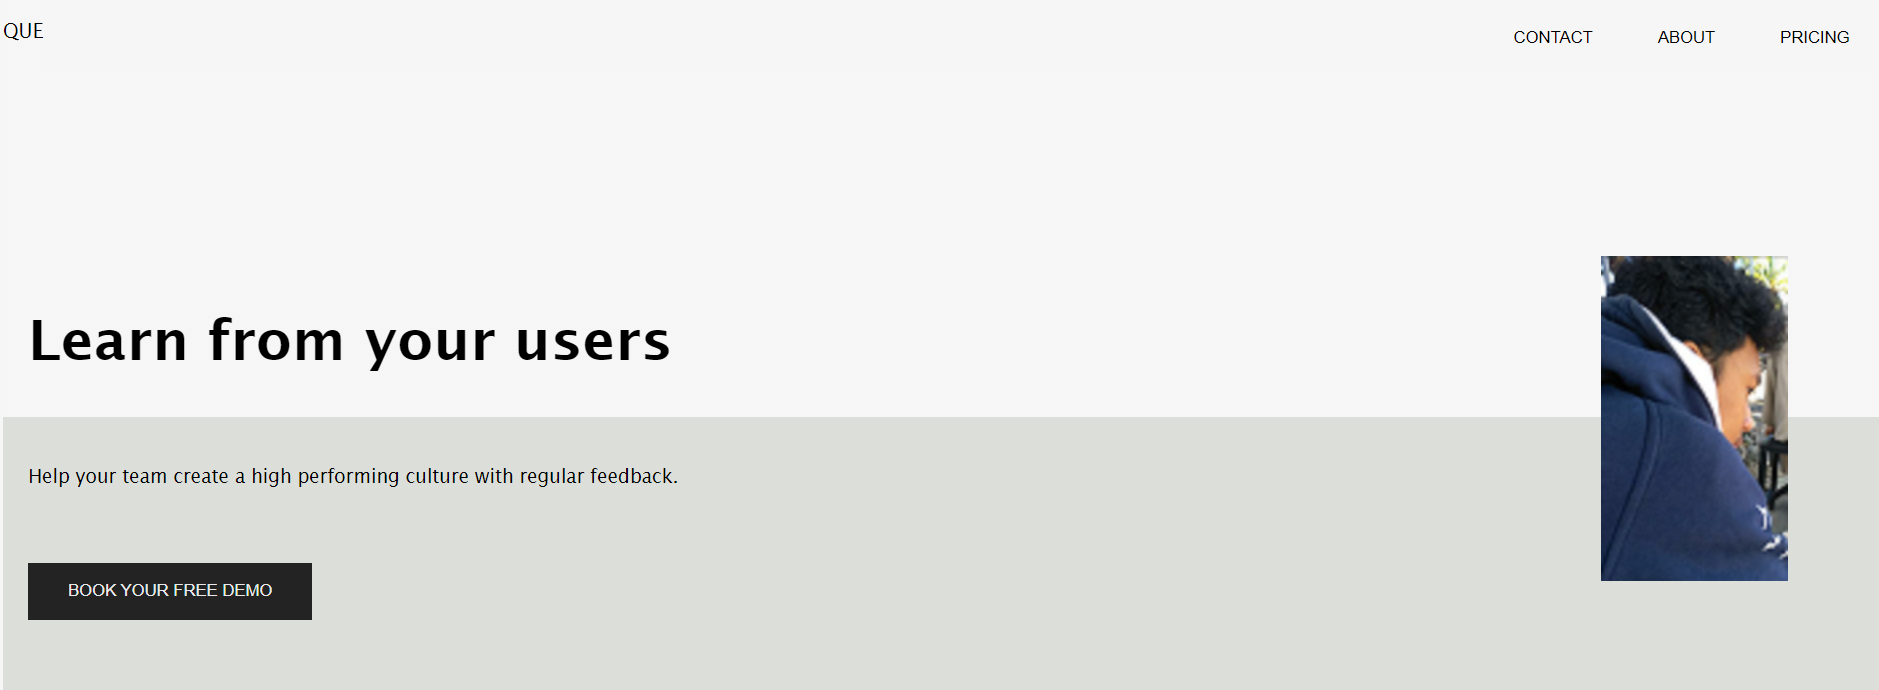 QUE
CONTACT ABOUT PRICING
Learn from your users
Help your team create a high performing culture with regular feedback.
BOOK YOUR FREE DEMO